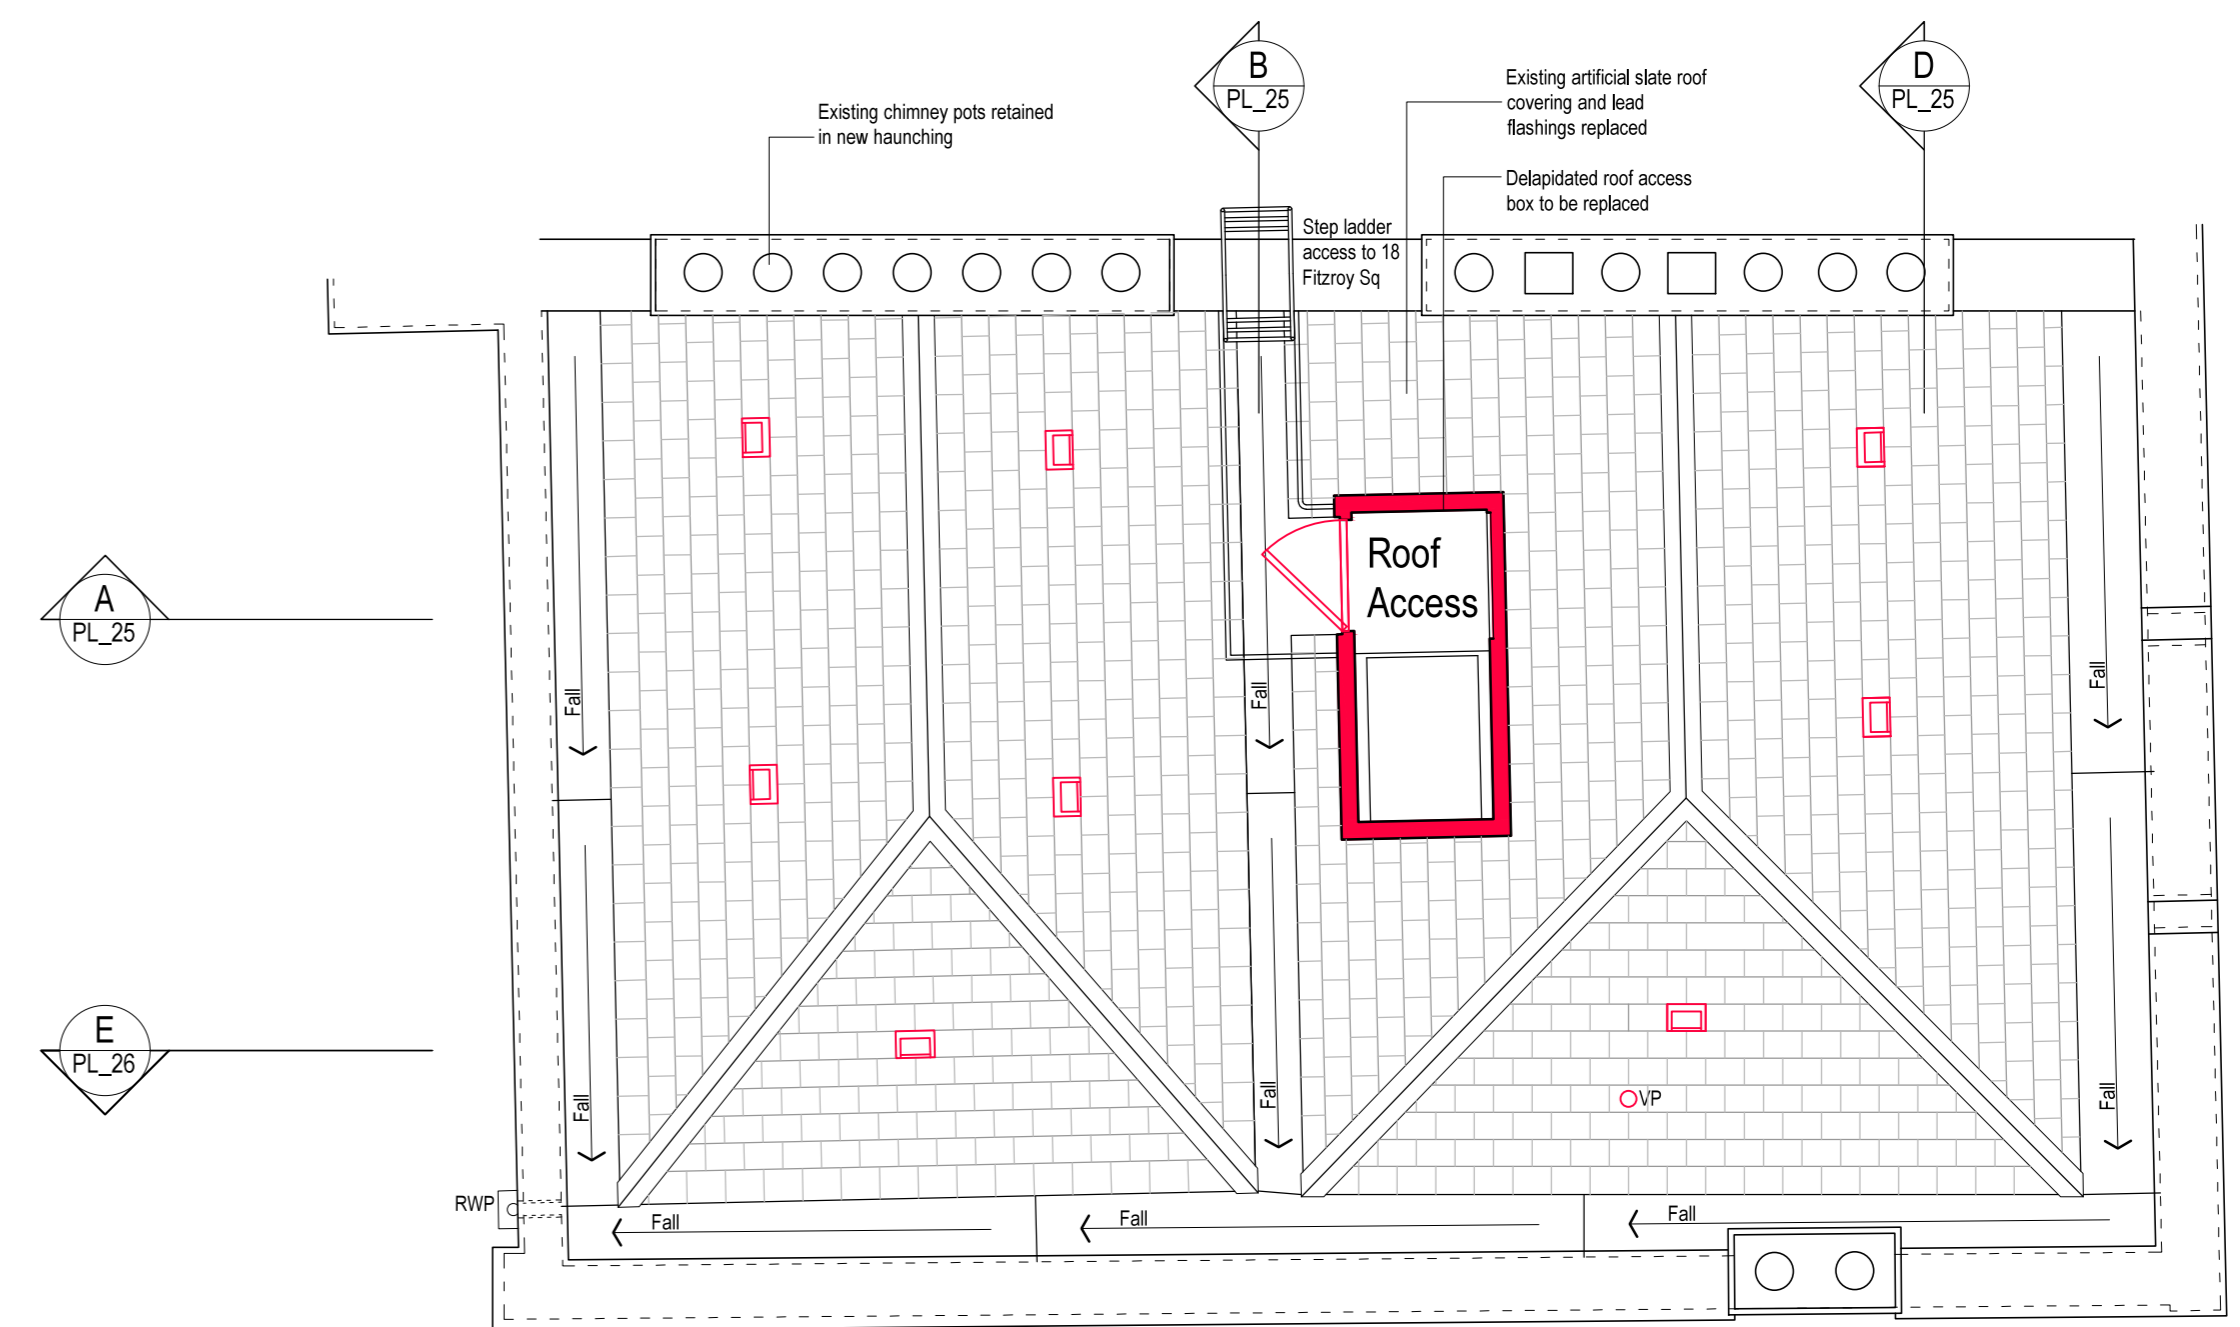 B
PL_25
D
PL_25
Existing artificial slate roof
covering and lead
flashings replaced
Existing chimney pots retained
in new haunching
Delapidated roof access
box to be replaced
Step ladder
access to 18
Fitzroy Sq
Roof
Access
A
PL_25
Fall
Fall
Fall
E
PL_26
Fall
Fall
Fall
VP
RWP
Fall
Fall
Fall